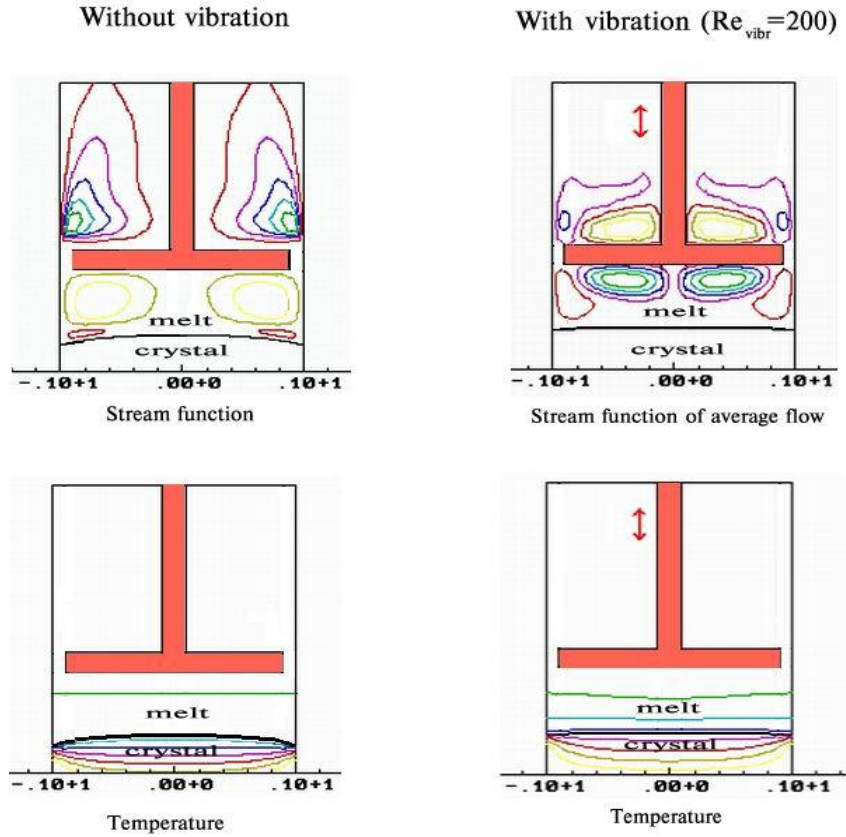 Without vibration
With vibration (Re_vibr=200)
melt
crystal
-.10+1 .00+0 .10+1
Stream function
melt
crystal
-.10+1 .00+0 .10+1
Stream function of average flow
melt
crystal
-.10+1 .00+0 .10+1
Temperature
melt
crystal
-.10+1 .00+0 .10+1
Temperature